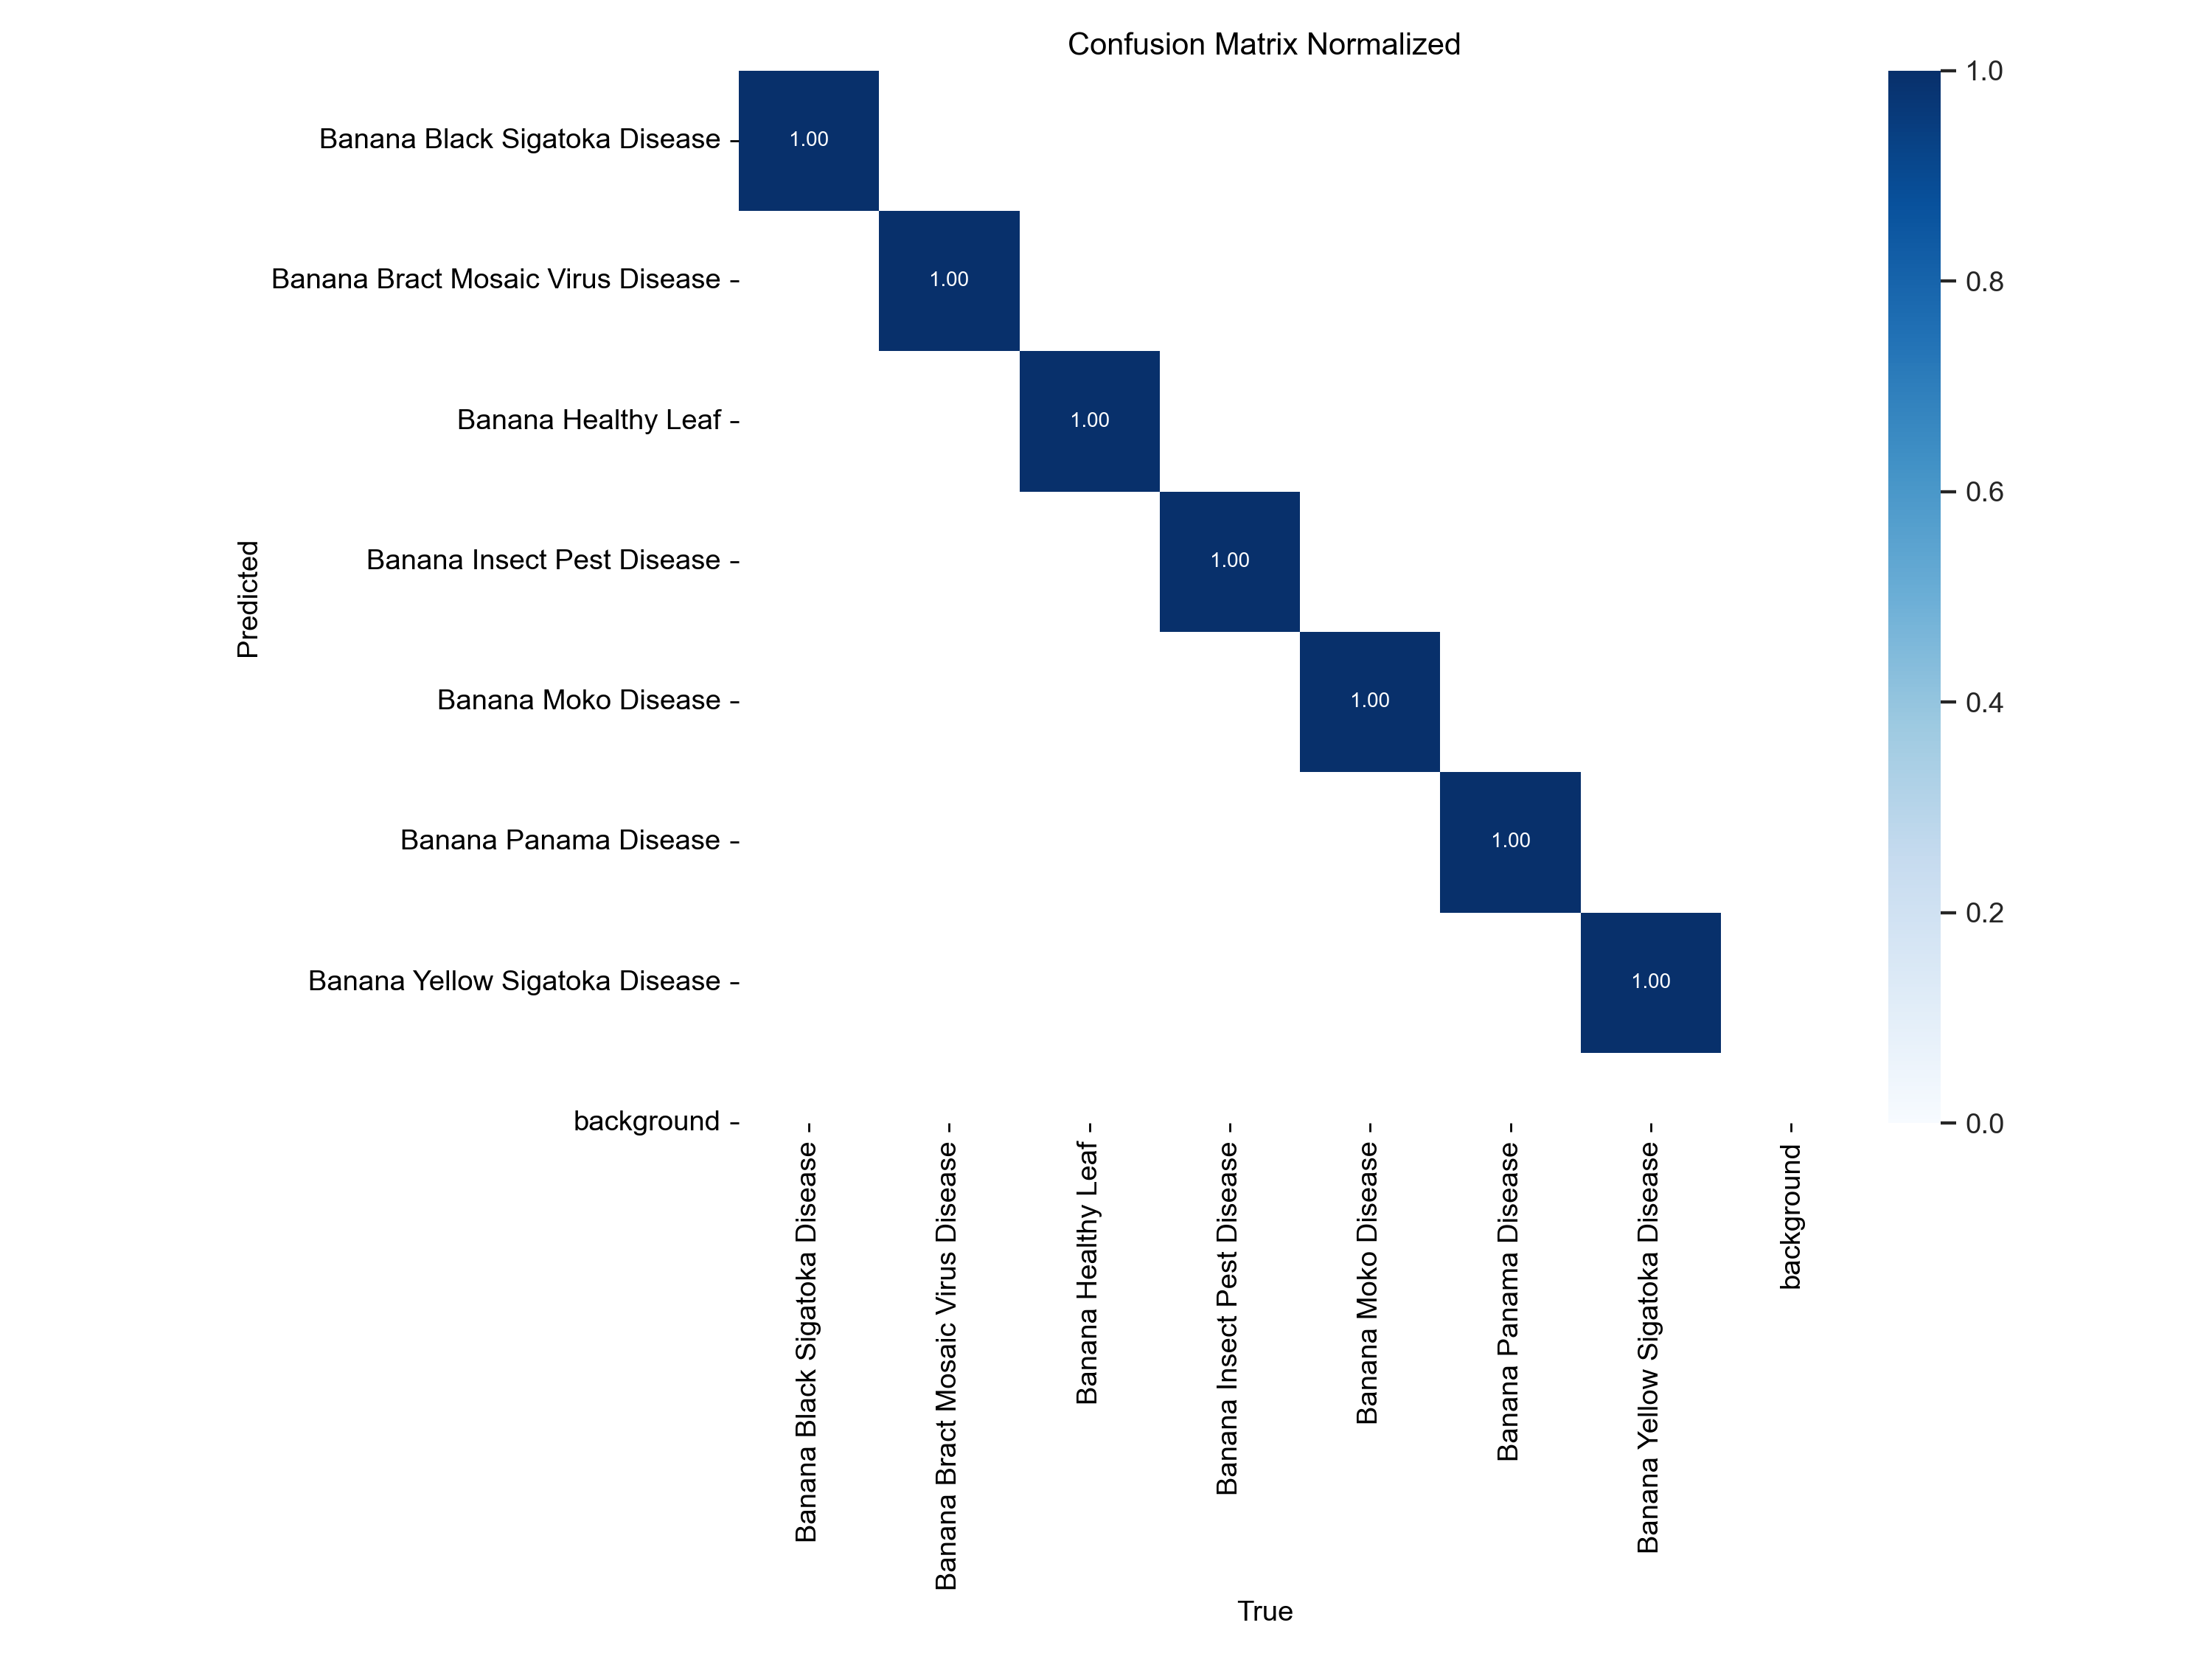 Confusion Matrix Normalized
Banana Black Sigatoka Disease
1.00
1.0
Banana Bract Mosaic Virus Disease
1.00
0.8
Banana Healthy Leaf
1.00
0.6
Banana Insect Pest Disease
1.00
Predicted
Banana Moko Disease
1.00
0.4
Banana Panama Disease
1.00
0.2
Banana Yellow Sigatoka Disease
1.00
background
0.0
Banana Black Sigatoka Disease
Banana Bract Mosaic Virus Disease
Banana Healthy Leaf
Banana Insect Pest Disease
Banana Moko Disease
Banana Panama Disease
Banana Yellow Sigatoka Disease
background
True